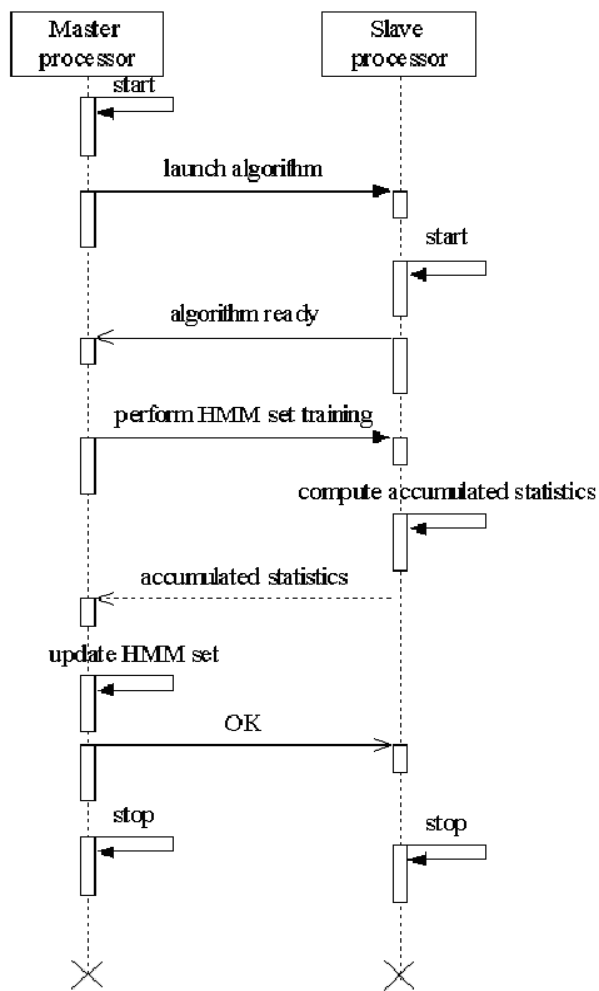 Master
processor
Slave
processor
start
launch algorithm
start
algorithm ready
perform HMM set training
compute accumulated statistics
accumulated statistics
update HMM set
OK
stop
stop